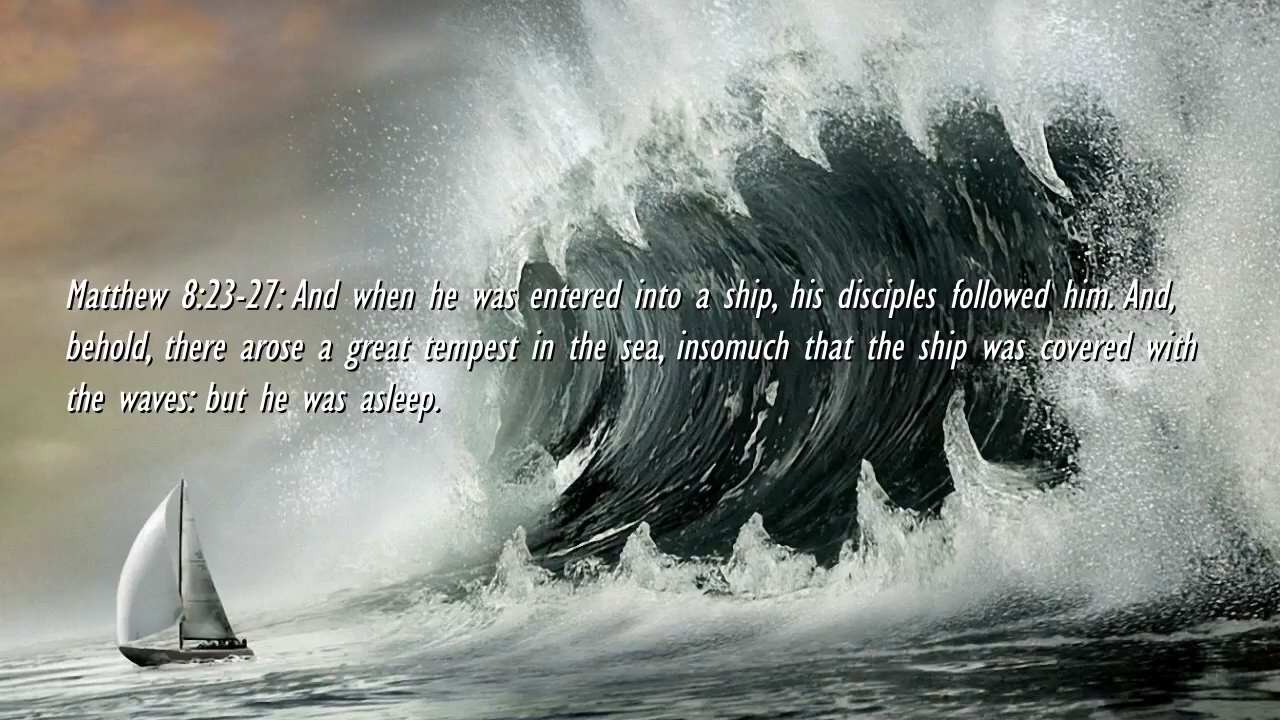 Matthew 8:23-27: And when he was entered into a ship, his disciples followed him. And,
behold, there arose a great tempest in the sea, insomuch that the ship was covered with
the waves: but he was asleep.